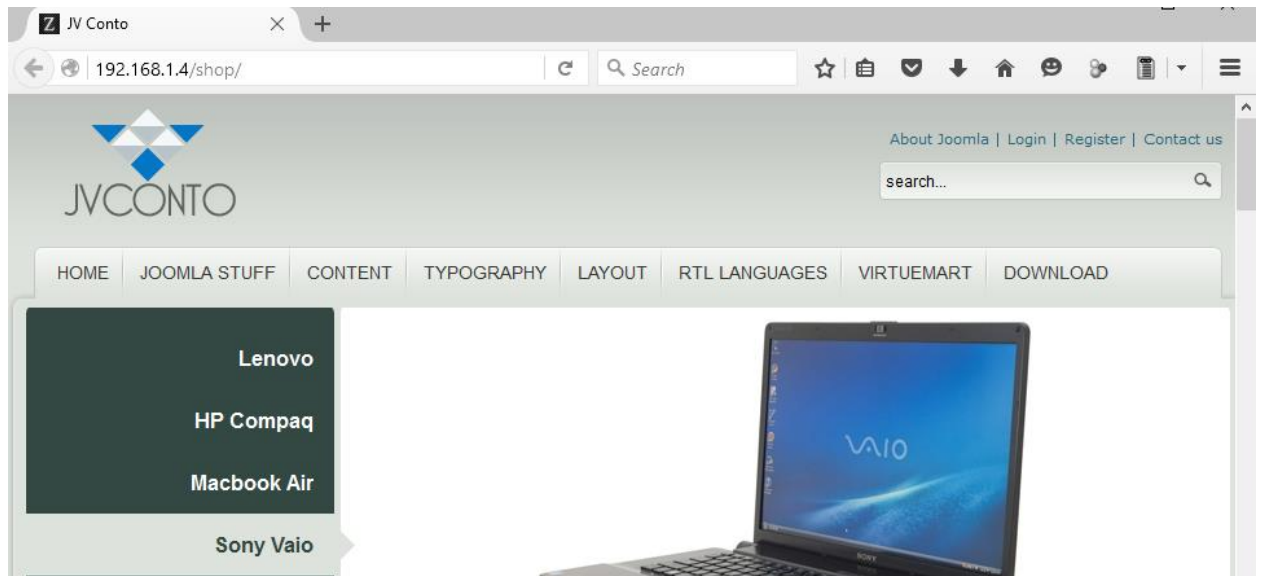 Z JV Conto
192.168.1.4/shop/
Search
JVCONTO
About Joomla | Login | Register | Contact us
search...
HOME JOOMLA STUFF CONTENT TYPOGRAPHY LAYOUT RTL LANGUAGES VIRTUEMART DOWNLOAD
Lenovo
HP Compaq
Macbook Air
Sony Vaio
VAIO
SONY